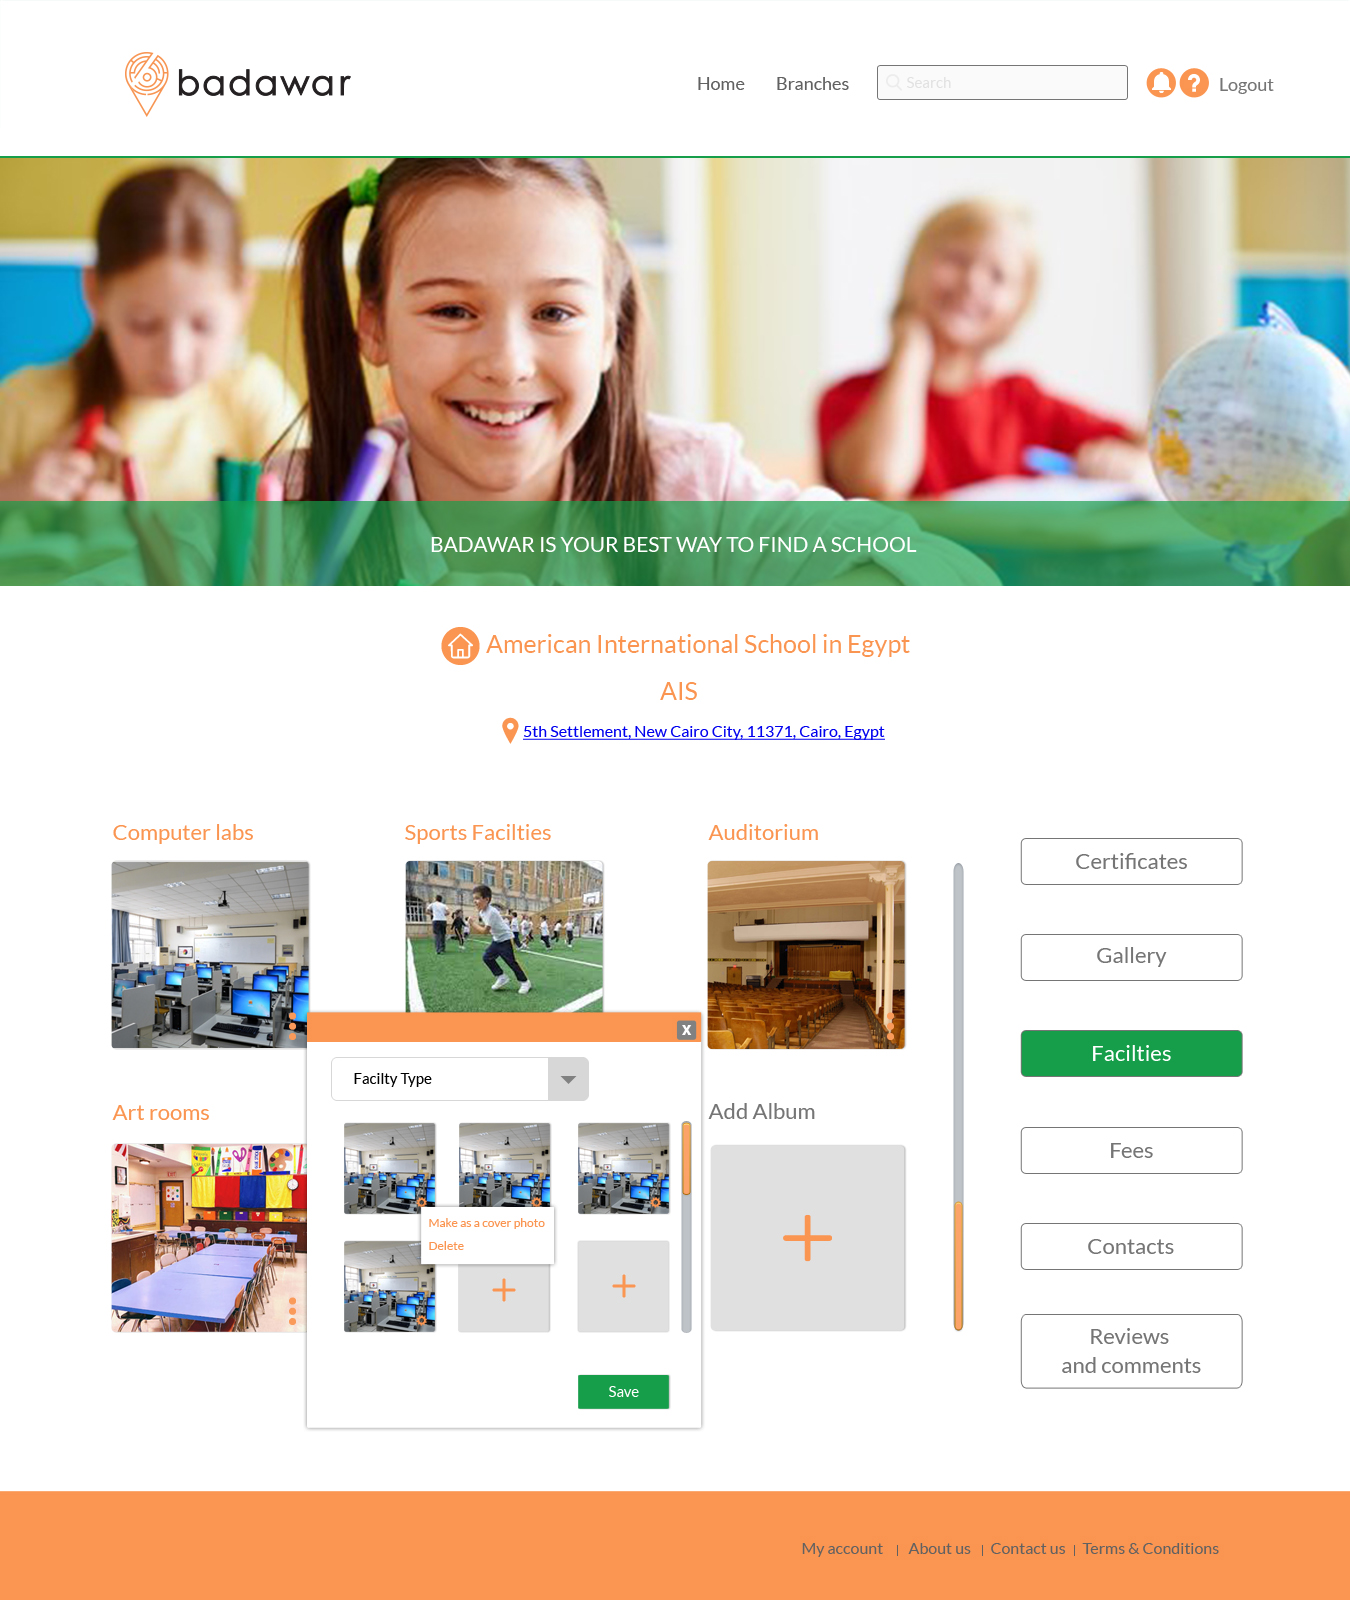 badawar
Home
Branches
Search
?
Logout
BADAWAR IS YOUR BEST WAY TO FIND A SCHOOL
American International School in Egypt
AIS
5th Settlement, New Cairo City, 11371, Cairo, Egypt
Computer labs
Sports Facilties
Auditorium
Certificates
Gallery
Facilties
Fees
Contacts
Reviews
and comments
X
Facilty Type
Make as a cover photo
Delete
Save
Art rooms
Add Album
My account | About us | Contact us | Terms & Conditions